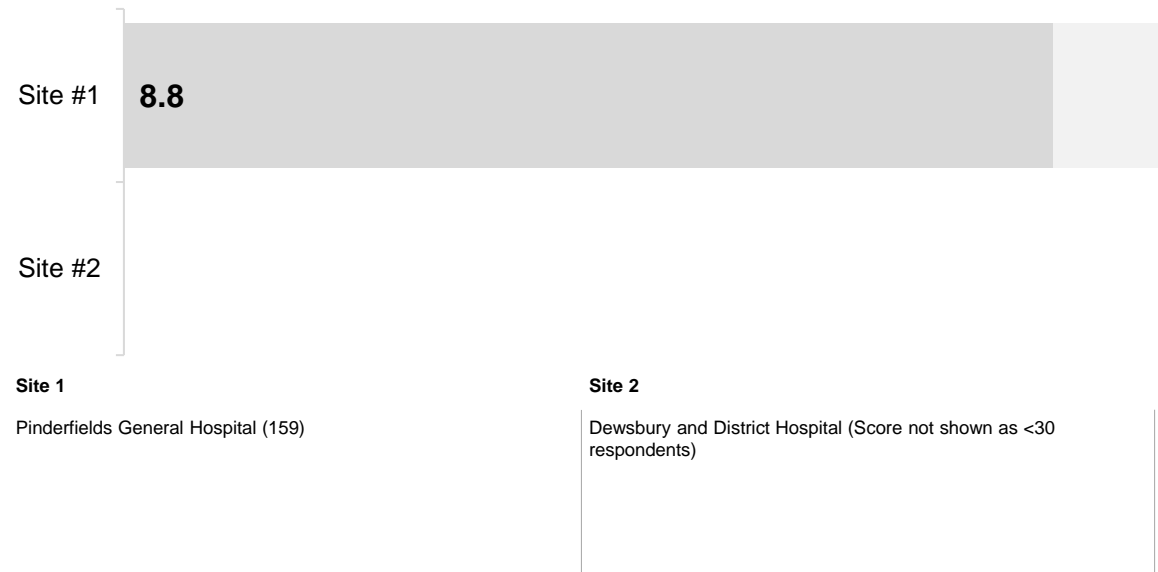 Site #1
8.8
Site #2
Site 1
Pinderfields General Hospital (159)
Site 2
Dewsbury and District Hospital (Score not shown as <30
respondents)